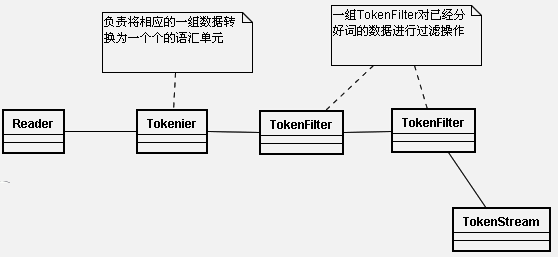 负责将相应的一组数据转
换为一个个的语汇单元
一组TokenFilter对已经分
好词的数据进行过滤操作
Reader
Tokenier
TokenFilter
TokenFilter
TokenStream